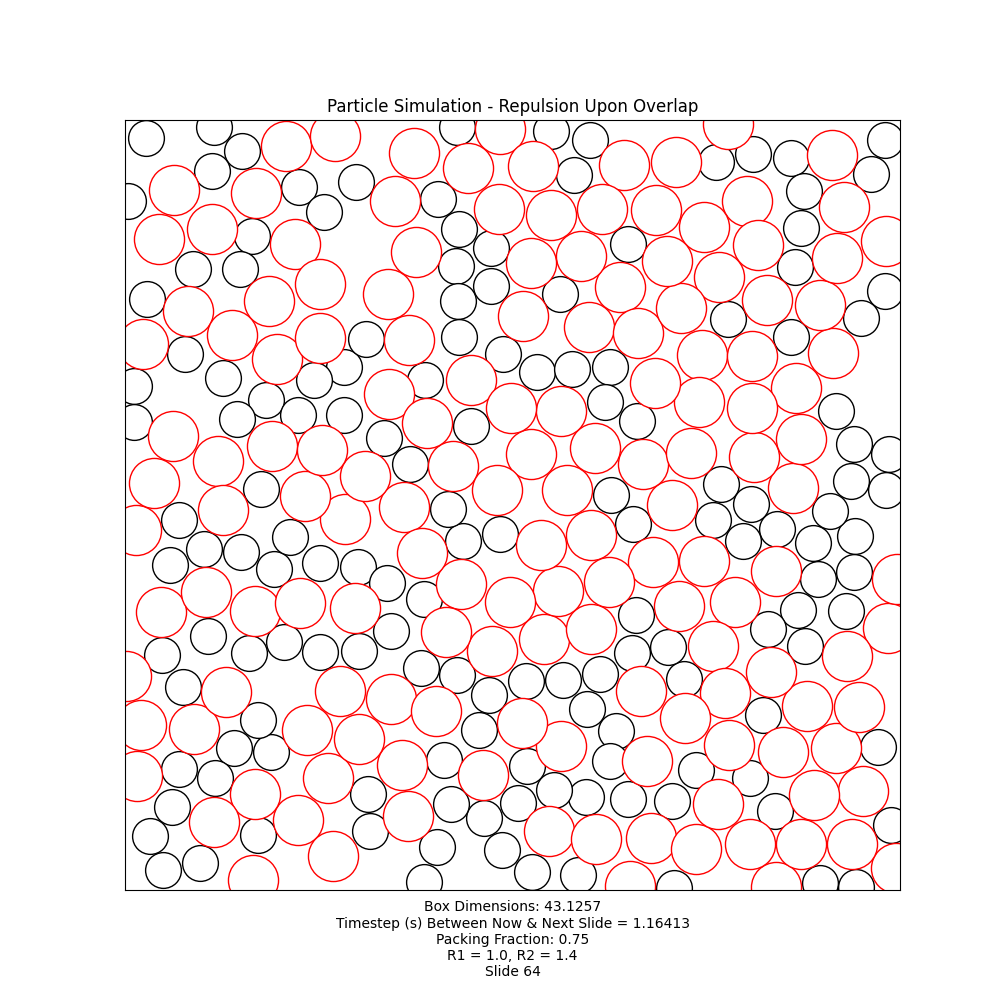 Particle Simulation - Repulsion Upon Overlap
Box Dimensions: 43.1257
Timestep (s) Between Now & Next Slide = 1.16413
Packing Fraction: 0.75
R1 = 1.0, R2 = 1.4
Slide 64